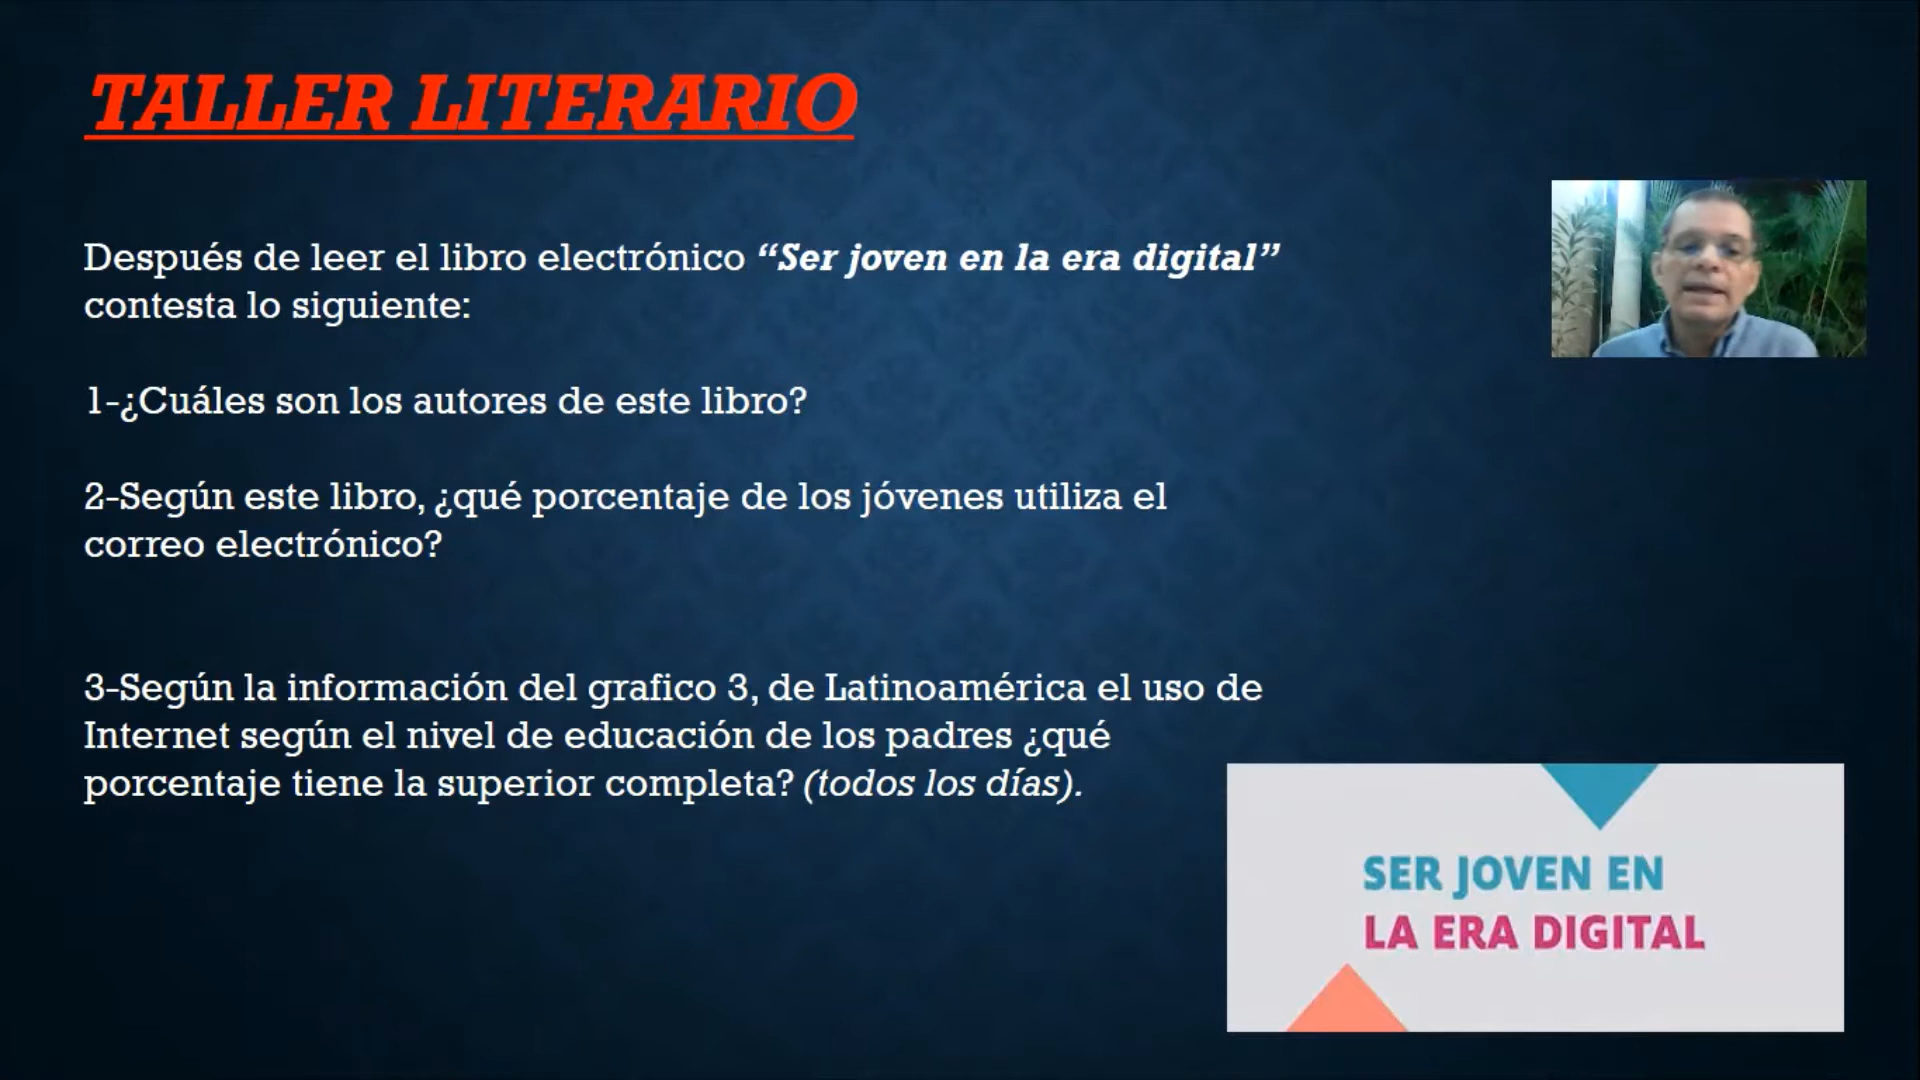 TALLER LITERARIO
Después de leer el libro electrónico “Ser joven en la era digital”
contesta lo siguiente:
1-¿Cuáles son los autores de este libro?
2-Según este libro, ¿qué porcentaje de los jóvenes utiliza el
correo electrónico?
3-Según la información del grafico 3, de Latinoamérica el uso de
Internet según el nivel de educación de los padres ¿qué
porcentaje tiene la superior completa? (todos los días).
SER JOVEN EN
LA ERA DIGITAL